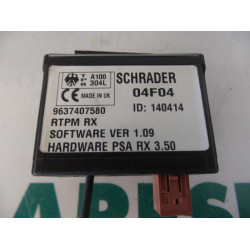 A100
304L
CE MADE IN UK
SCHRADER
04F04
ID: 140414
9637407580
RTPM RX
SOFTWARE VER 1.09
HARDWARE PSA RX 3.50